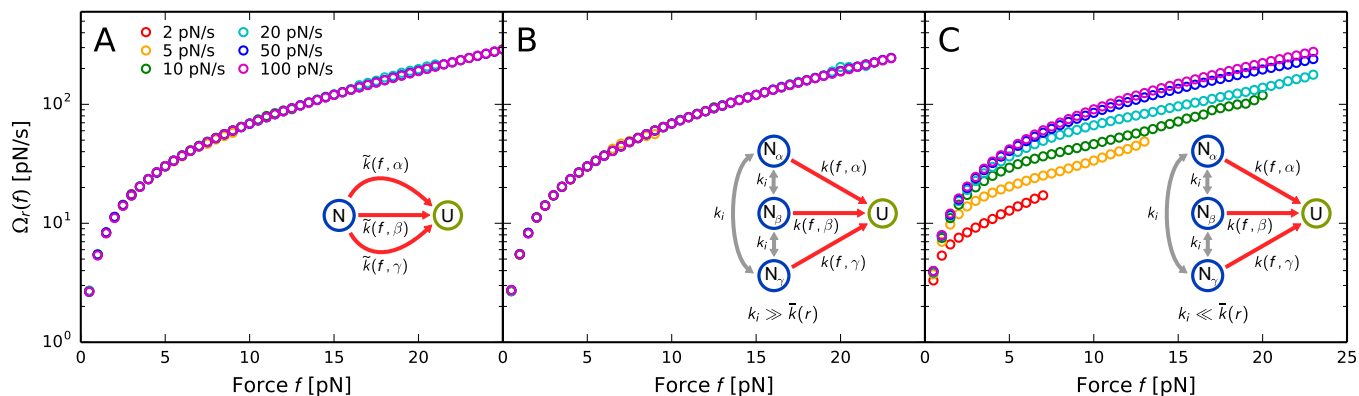 A
2 pN/s
20 pN/s
5 pN/s
50 pN/s
10 pN/s
100 pN/s
B
C
Ω_r(f) [pN/s]
10^2
10^1
10^0
k̃(f, α)
N
k̃(f, β)
U
k̃(f, γ)
N_α
k(f, α)
k_i
k_i
N_β
k(f, β)
U
k_i
k(f, γ)
N_γ
k_i ≫ k̄(r)
N_α
k(f, α)
k_i
k_i
N_β
k(f, β)
U
k_i
k(f, γ)
N_γ
k_i ≪ k̄(r)
0 5 10 15 20
0 5 10 15 20
0 5 10 15 20 25
Force f [pN]
Force f [pN]
Force f [pN]